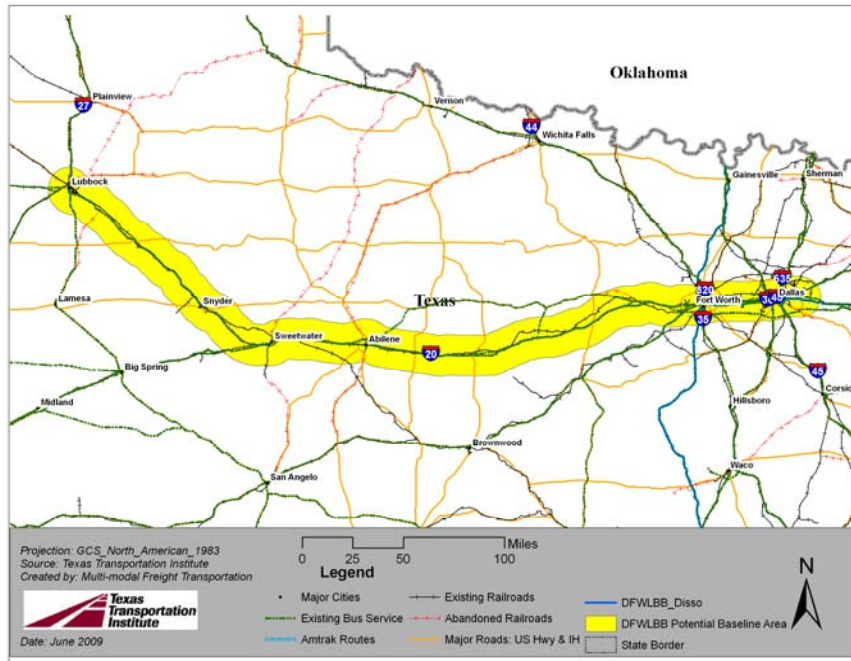 Oklahoma
Plainview
27
Vernon
44
Wichita Falls
Lubbock
Gainesville
Sherman
Lamesa
Snyder
Texas
820
635
Fort Worth
Dallas
45
35
Sweetwater
Abilene
20
Big Spring
Midland
45
Corsic
Hillsboro
Brownwood
San Angelo
Waco
Projection: GCS_North_American_1983
Source: Texas Transportation Institute
Created by: Multi-modal Freight Transportation
Texas
Transportation
Institute
Date: June 2009
Miles
0 25 50 100
Legend
Major Cities
Existing Bus Service
Amtrak Routes
Existing Railroads
Abandoned Railroads
Major Roads: US Hwy & IH
DFWLBB_Disso
DFWLBB Potential Baseline Area
State Border
N